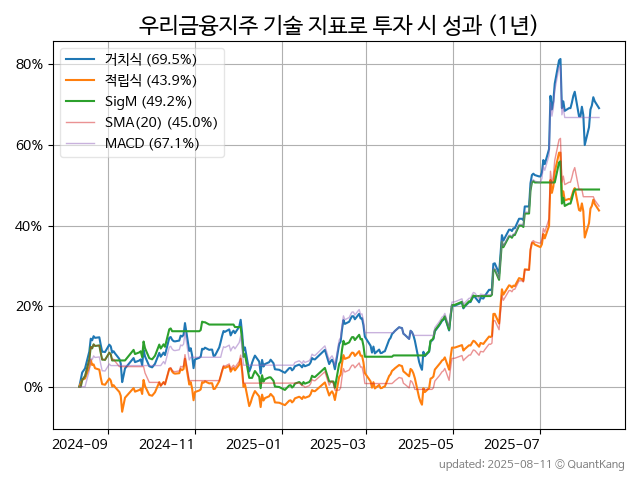 우리금융지주 기술 지표로 투자 시 성과 (1년)
거치식 (69.5%)
적립식 (43.9%)
SigM (49.2%)
SMA(20) (45.0%)
MACD (67.1%)
80%
60%
40%
20%
0%
2024-09 2024-11 2025-01 2025-03 2025-05 2025-07
updated: 2025-08-11 © QuantKang